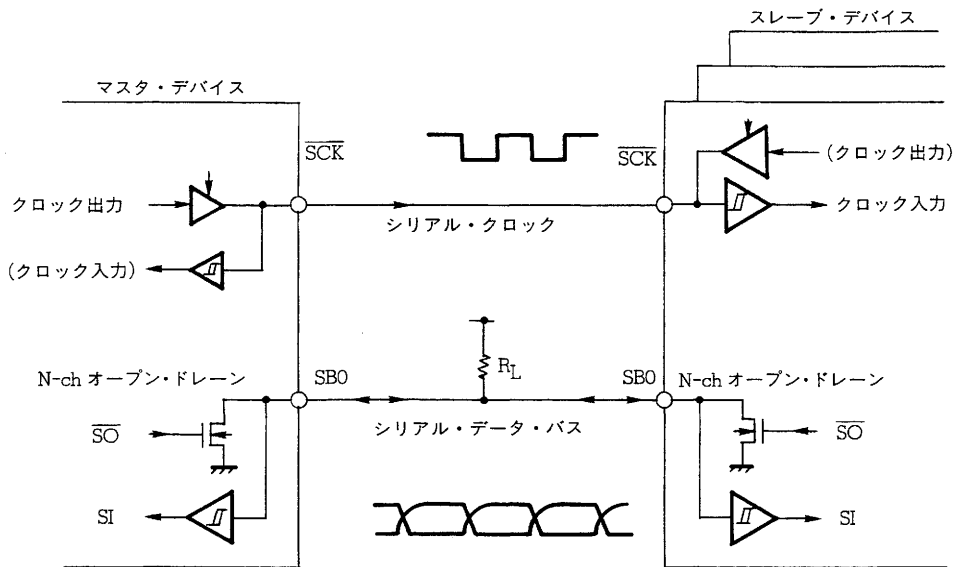 スレーブ・デバイス
マスタ・デバイス
SCK
SCK
(クロック出力)
クロック出力
クロック入力
シリアル・クロック
(クロック入力)
RL
N-ch オープン・ドレーン
SB0
SB0
N-ch オープン・ドレーン
SO
シリアル・データ・バス
SO
SI
SI